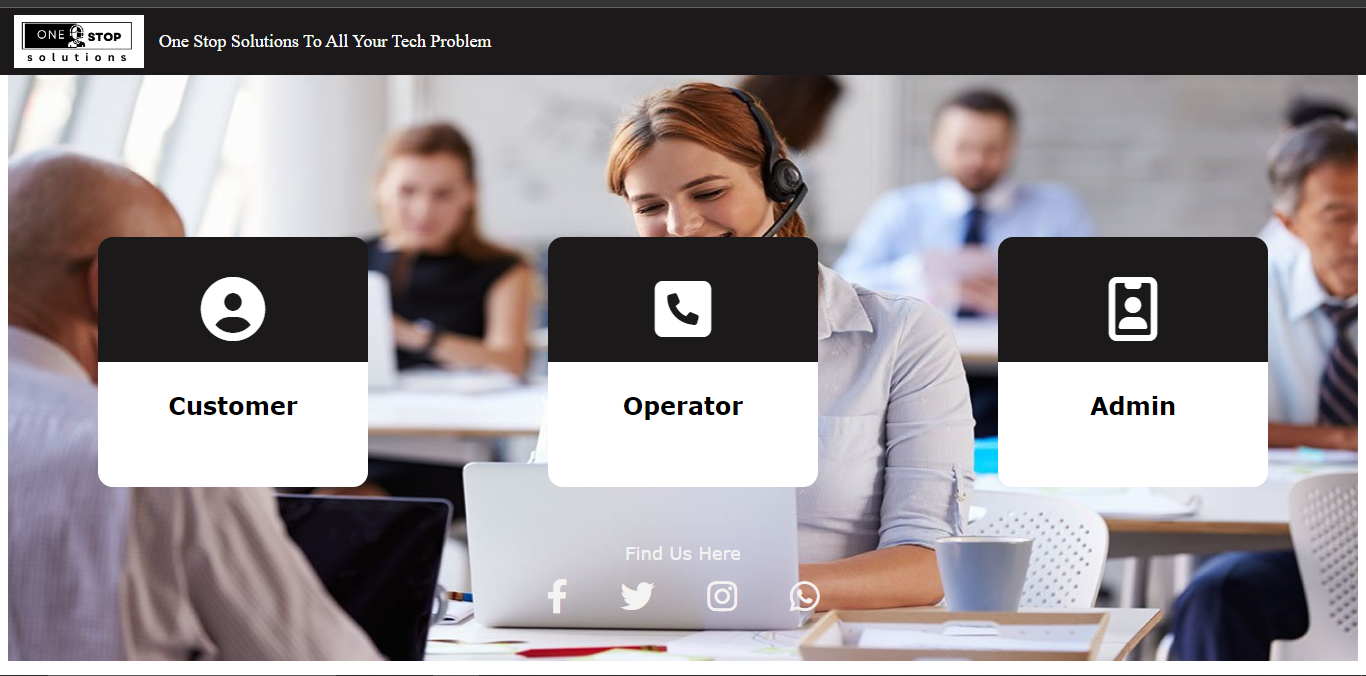 ONE STOP
solutions
One Stop Solutions To All Your Tech Problem
Customer
Operator
Admin
Find Us Here